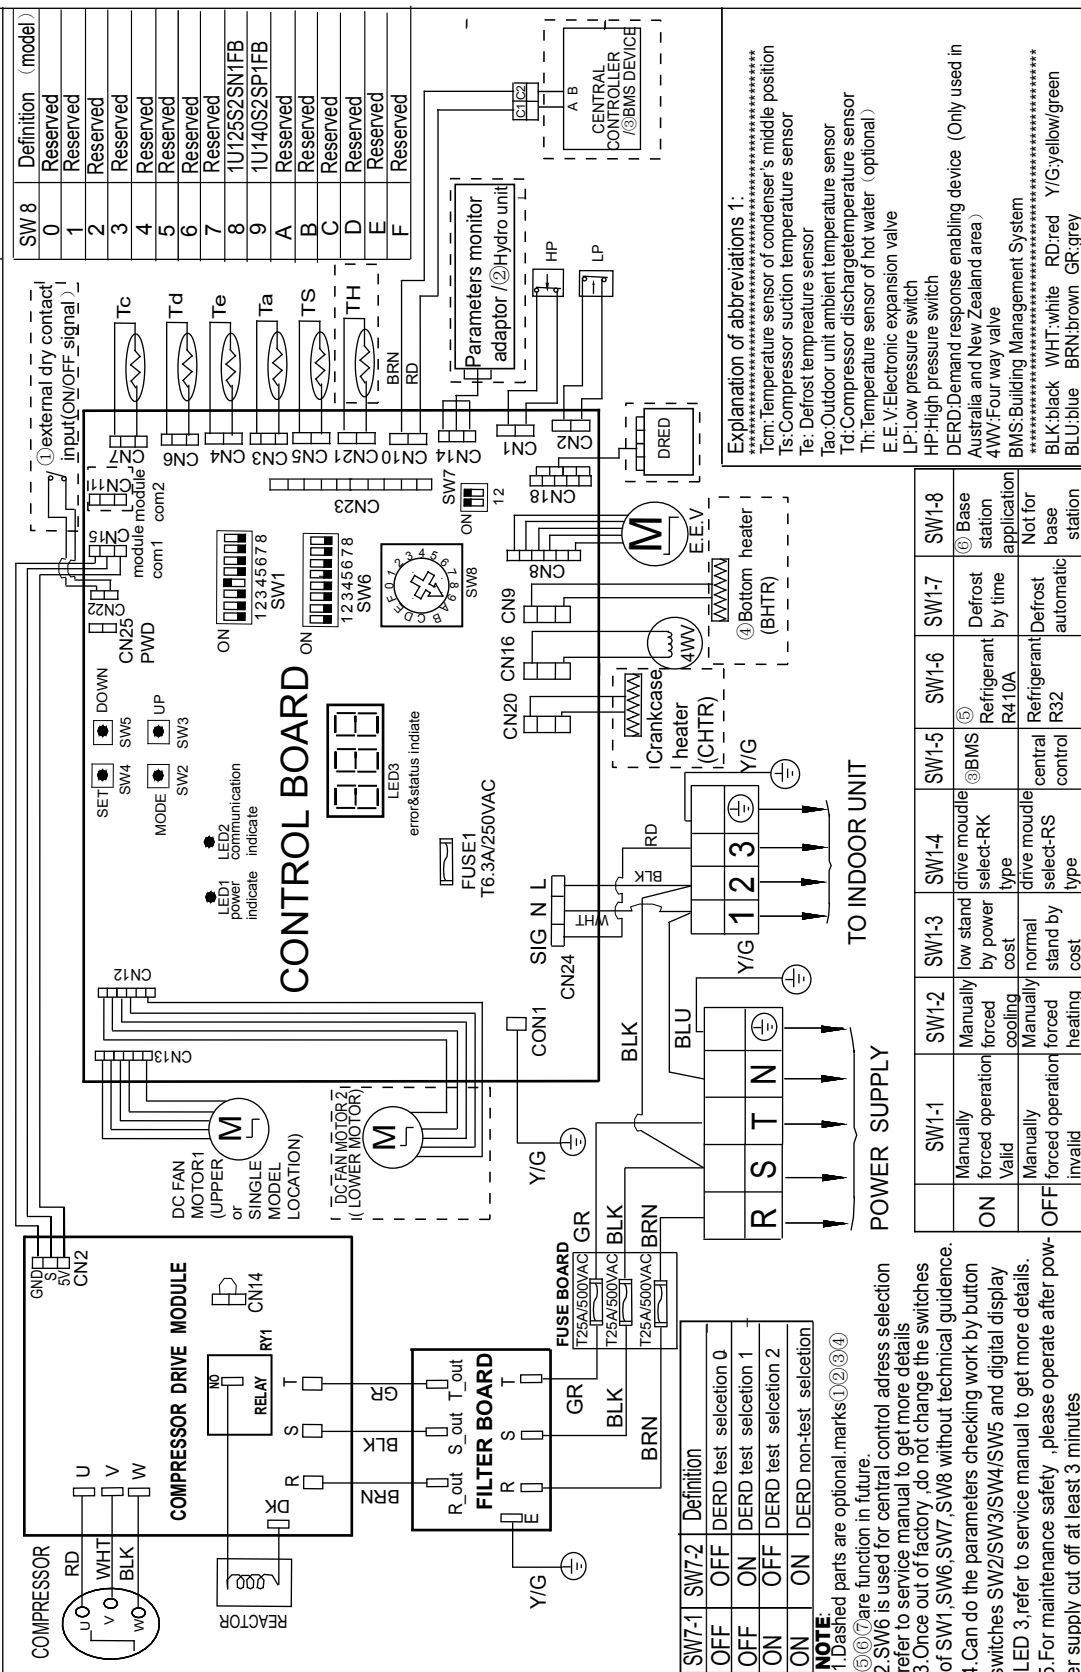 COMPRESSOR
U
V
W
RD
WHT
BLK
U
V
W
COMPRESSOR DRIVE MODULE
GND
S
5V
CN2
CN14
NO
RELAY
RY1
DK
REACTOR
R
S
T
BRN
BLK
GR
R_out
S_out
T_out
FILTER BOARD
E
R
S
T
Y/G
BRN
BLK
GR
FUSE BOARD
T25A/500VAC
T25A/500VAC
T25A/500VAC
GR
BLK
BRN
DC FAN
MOTOR1
(UPPER
or
SINGLE
MODEL
LOCATION)
M
DC FAN MOTOR 2
( LOWER MOTOR)
M
CN13
CN12
CONTROL BOARD
LED1
power
indicate
LED2
communication
indicate
SET
SW4
DOWN
SW5
MODE
SW2
UP
SW3
CN25
PWD
LED3
error&status indiate
FUSE1
T6.3A/250VAC
CON1
Y/G
SIG N L
CN24
WHT
BLK
RD
BLK
BLU
Y/G
Y/G
R S T N
POWER SUPPLY
1 2 3
TO INDOOR UNIT
CN22
CN15
module
com1
CN11
module
com2
①external dry contact
input(ON/OFF signal)
ON
12345678
SW1
ON
12345678
SW6
0 1 2 3 4 5 6 7 8 9 A B C D E F
SW8
CN23
SW7
ON
12
CN7
CN6
CN4
CN3
CN5
CN21
CN10
CN14
CN1
CN2
CN18
CN8
CN9
CN16
CN20
Tc
Td
Te
Ta
TS
TH
BRN
RD
Parameters monitor
adaptor /②Hydro unit
HP
LP
C1 C2
A B
CENTRAL
CONTROLLER
/③BMS DEVICE
DRED
M
E.E.V
④Bottom heater
(BHTR)
4WV
Crankcase
heater
(CHTR)
SW 8 Definition (model)
0 Reserved
1 Reserved
2 Reserved
3 Reserved
4 Reserved
5 Reserved
6 Reserved
7 Reserved
8 1U125S2SN1FB
9 1U140S2SP1FB
A Reserved
B Reserved
C Reserved
D Reserved
E Reserved
F Reserved
Explanation of abbreviations 1:
Tcm:Temperature sensor of condenser's middle position
Ts:Compressor suction temperature sensor
Te: Defrost tempreature sensor
Tao:Outdoor unit ambient temperature sensor
Td:Compressor dischargetemperature sensor
Th:Temperature sensor of hot water (optional)
E.E.V:Electronic expansion valve
LP:Low pressure switch
HP:High pressure switch
DERD:Demand response enabling device (Only used in
Australia and New Zealand area)
4WV:Four way valve
BMS:Building Management System
BLK:black WHT:white RD:red Y/G:yellow/green
BLU:blue BRN:brown GR:grey
SW7-1 SW7-2 Definition
OFF OFF DERD test selcetion 0
OFF ON DERD test selcetion 1
ON OFF DERD test selcetion 2
ON ON DERD non-test selcetion
NOTE:
1.Dashed parts are optional.marks①②③④
⑤⑥⑦are function in future.
2.SW6 is used for central control adress selection
refer to service manual to get more details
3.Once out of factory ,do not change the switches
of SW1,SW6,SW7,SW8 without technical guidence.
4.Can do the parameters checking work by button
switches SW2/SW3/SW4/SW5 and digital display
LED 3,refer to service manual to get more details.
5.For maintenance safety ,please operate after pow-
er supply cut off at least 3 minutes
SW1-1 SW1-2 SW1-3 SW1-4 SW1-5 SW1-6 SW1-7 SW1-8
ON
Manually
forced operation
Valid
Manually
forced
cooling
low stand
by power
cost
drive moudle
select-RK
type
③BMS
⑤
Refrigerant
R410A
Defrost
by time
⑥ Base
station
application
OFF
Manually
forced operation
invalid
Manually
forced
heating
normal
stand by
cost
drive moudle
select-RS
type
central
control
Refrigerant
R32
Defrost
automatic
Not for
base
station